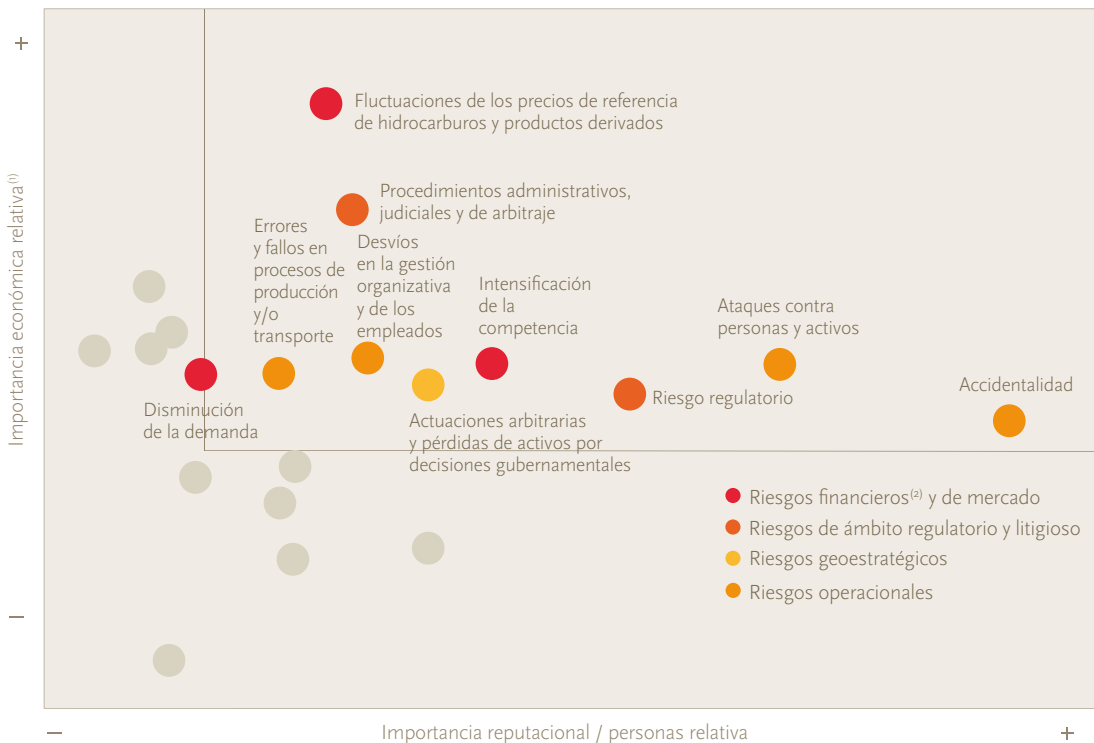 +
Importancia económica relativa(1)
−
Fluctuaciones de los precios de referencia
de hidrocarburos y productos derivados
Procedimientos administrativos,
judiciales y de arbitraje
Errores
y fallos en
procesos de
producción
y/o
transporte
Desvíos
en la gestión
organizativa
y de los
empleados
Intensificación
de la
competencia
Ataques contra
personas y activos
Accidentalidad
Riesgo regulatorio
Disminución
de la demanda
Actuaciones arbitrarias
y pérdidas de activos por
decisiones gubernamentales
Riesgos financieros(2) y de mercado
Riesgos de ámbito regulatorio y litigioso
Riesgos geoestratégicos
Riesgos operacionales
−
Importancia reputacional / personas relativa
+